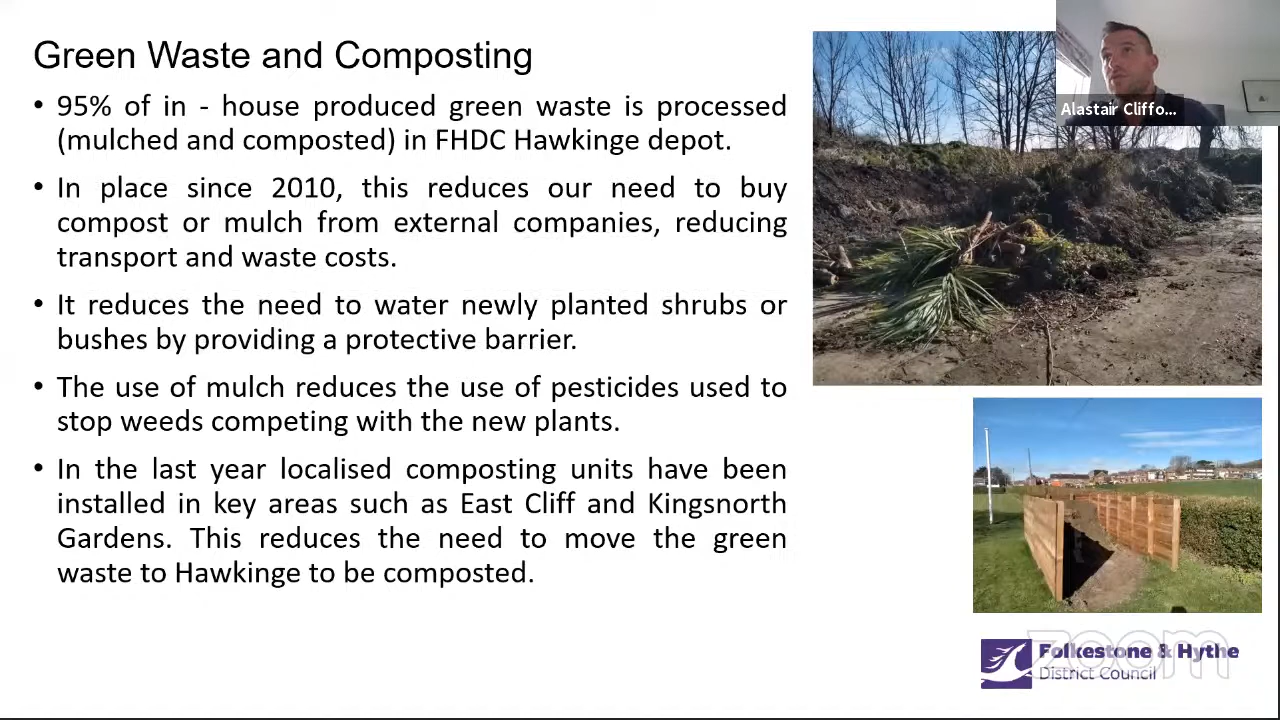 Green Waste and Composting
• 95% of in - house produced green waste is processed
(mulched and composted) in FHDC Hawkinge depot.
• In place since 2010, this reduces our need to buy
compost or mulch from external companies, reducing
transport and waste costs.
• It reduces the need to water newly planted shrubs or
bushes by providing a protective barrier.
• The use of mulch reduces the use of pesticides used to
stop weeds competing with the new plants.
• In the last year localised composting units have been
installed in key areas such as East Cliff and Kingsnorth
Gardens. This reduces the need to move the green
waste to Hawkinge to be composted.
Alastair Cliffo...
Folkestone & Hythe
District Council
zoom